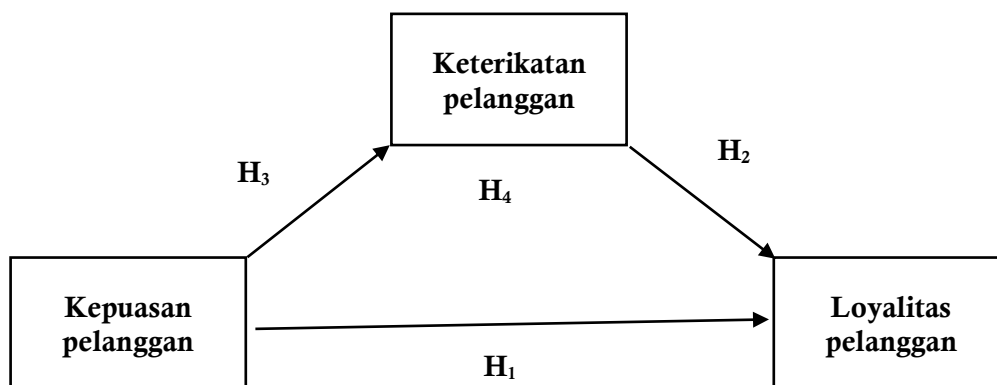 Keterikatan
pelanggan
H₃
H₂
H₄
Kepuasan
pelanggan
Loyalitas
pelanggan
H₁